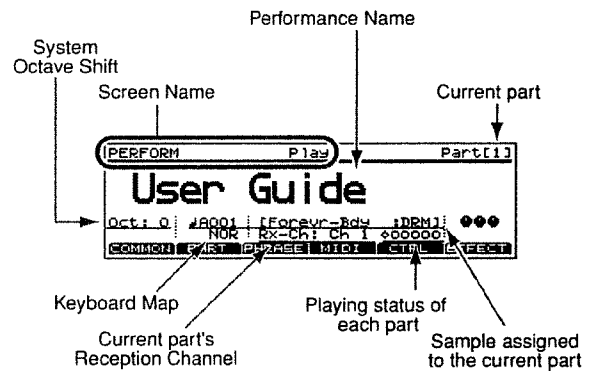 Performance Name
System
Octave Shift
Screen Name
Current part
PERFORM Play Part[1]
User Guide
Oct: 0 ♩A001 [Forevr-Bdy :DRM]
NOR Rx-Ch: Ch 1 ◊00000
COMMON PART PHRASE MIDI CTRL EFFECT
Keyboard Map
Playing status of
each part
Current part's
Reception Channel
Sample assigned
to the current part